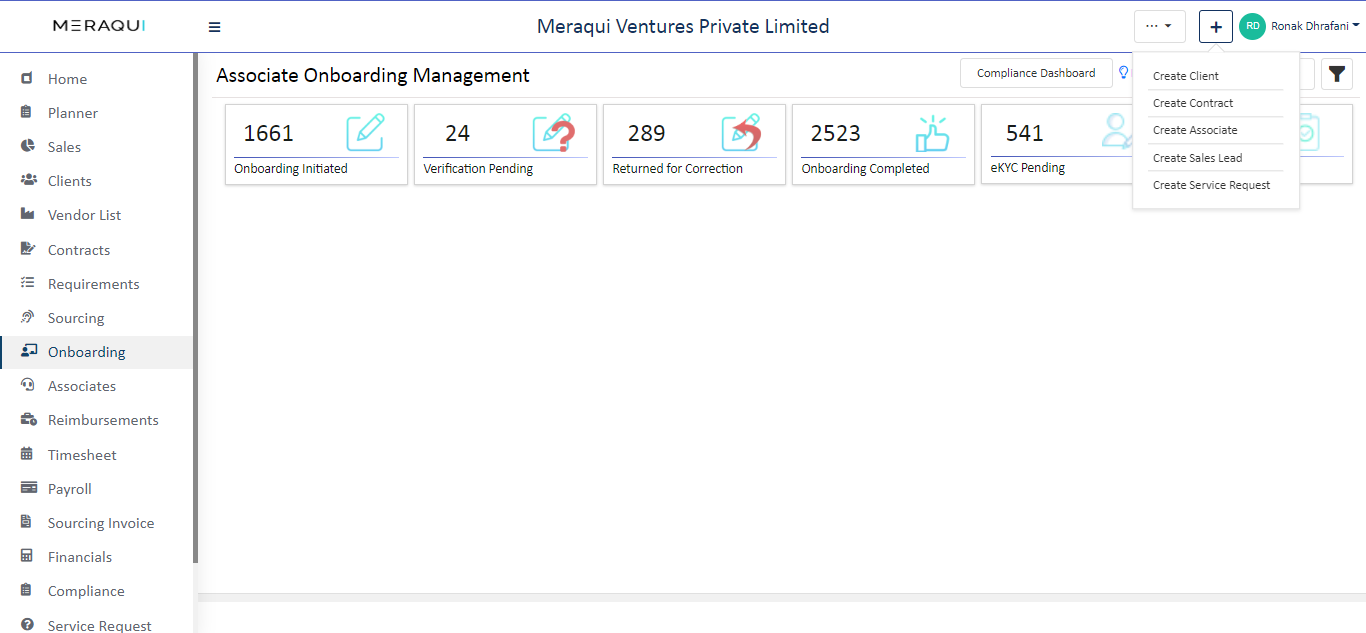 MERAQUI
Meraqui Ventures Private Limited
RD
Ronak Dhrafani
Home
Planner
Sales
Clients
Vendor List
Contracts
Requirements
Sourcing
Onboarding
Associates
Reimbursements
Timesheet
Payroll
Sourcing Invoice
Financials
Compliance
Service Request
Associate Onboarding Management
Compliance Dashboard
1661
Onboarding Initiated
24
Verification Pending
289
Returned for Correction
2523
Onboarding Completed
541
eKYC Pending
Create Client
Create Contract
Create Associate
Create Sales Lead
Create Service Request